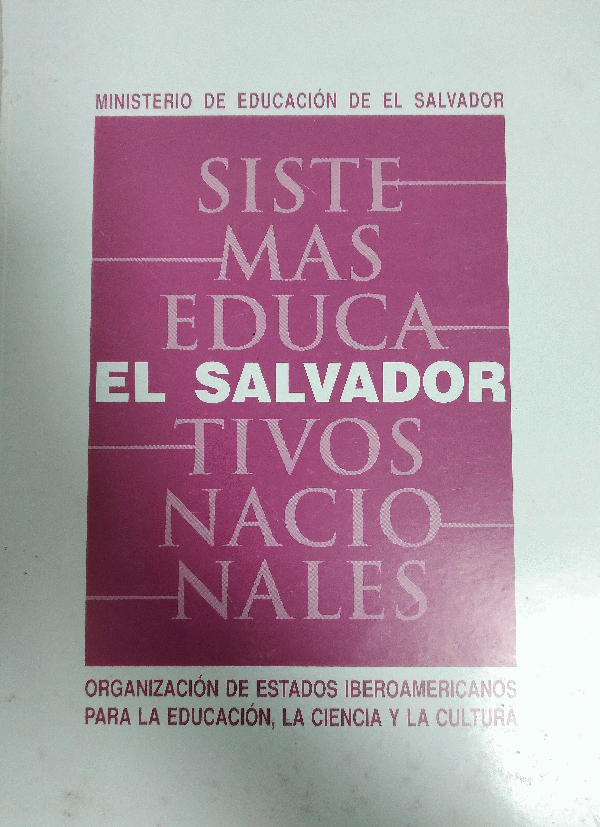 MINISTERIO DE EDUCACIÓN DE EL SALVADOR
SISTE
MAS
EDUCA
EL SALVADOR
TIVOS
NACIO
NALES
ORGANIZACIÓN DE ESTADOS IBEROAMERICANOS
PARA LA EDUCACIÓN, LA CIENCIA Y LA CULTURA